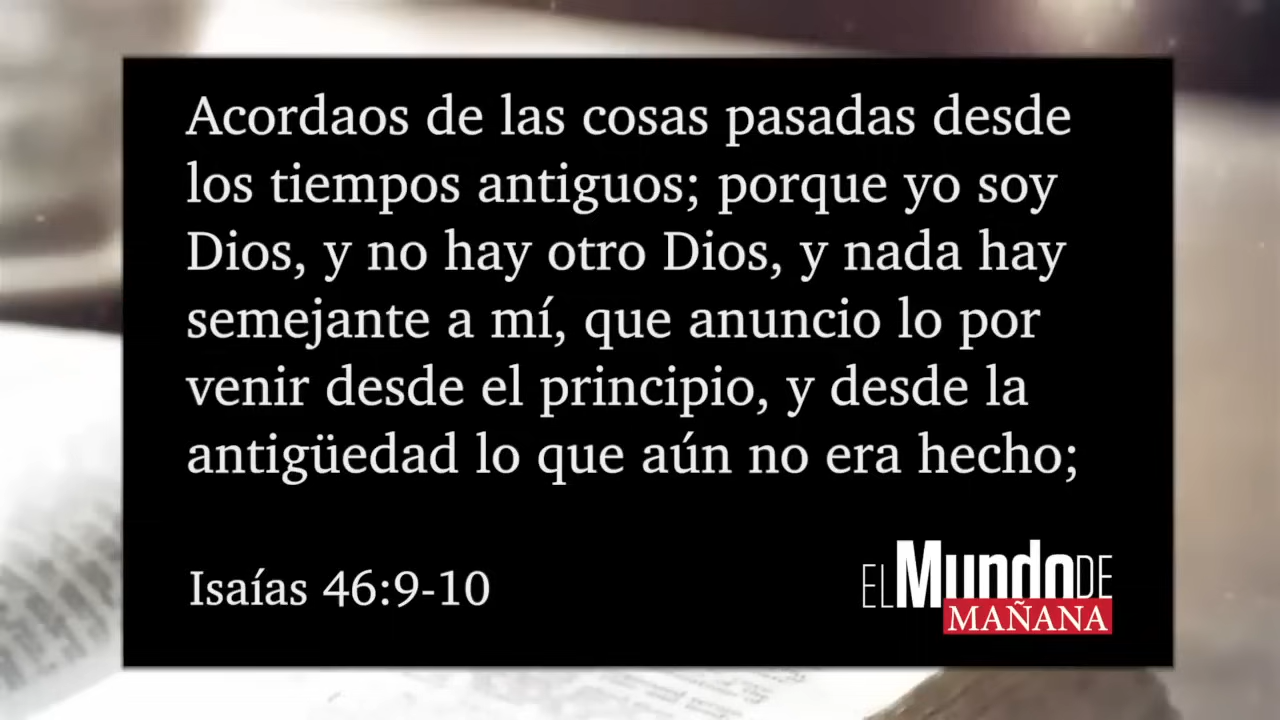 Acordaos de las cosas pasadas desde
los tiempos antiguos; porque yo soy
Dios, y no hay otro Dios, y nada hay
semejante a mí, que anuncio lo por
venir desde el principio, y desde la
antigüedad lo que aún no era hecho;
Isaías 46:9-10
EL Mundo DE
MAÑANA